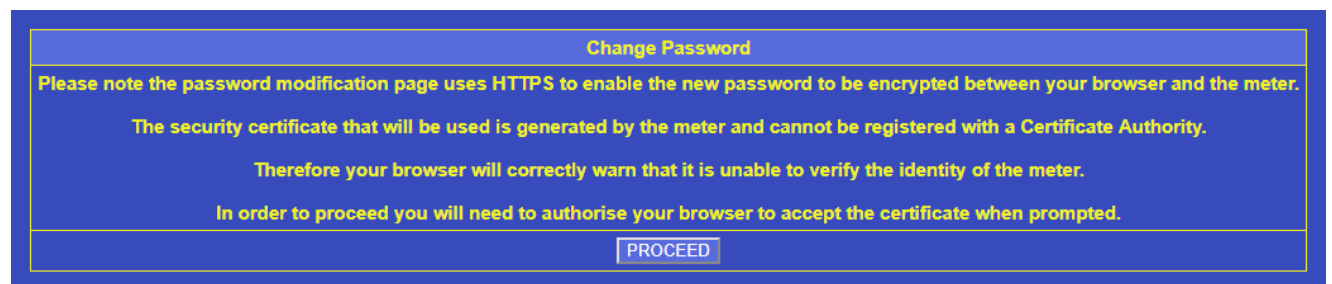 Change Password
Please note the password modification page uses HTTPS to enable the new password to be encrypted between your browser and the meter.
The security certificate that will be used is generated by the meter and cannot be registered with a Certificate Authority.
Therefore your browser will correctly warn that it is unable to verify the identity of the meter.
In order to proceed you will need to authorise your browser to accept the certificate when prompted.
PROCEED